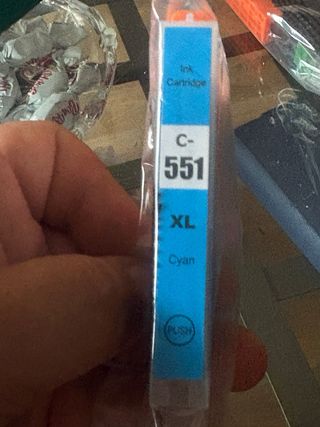 Ink
Cartridge
C-
551
XL
Cyan
PUSH